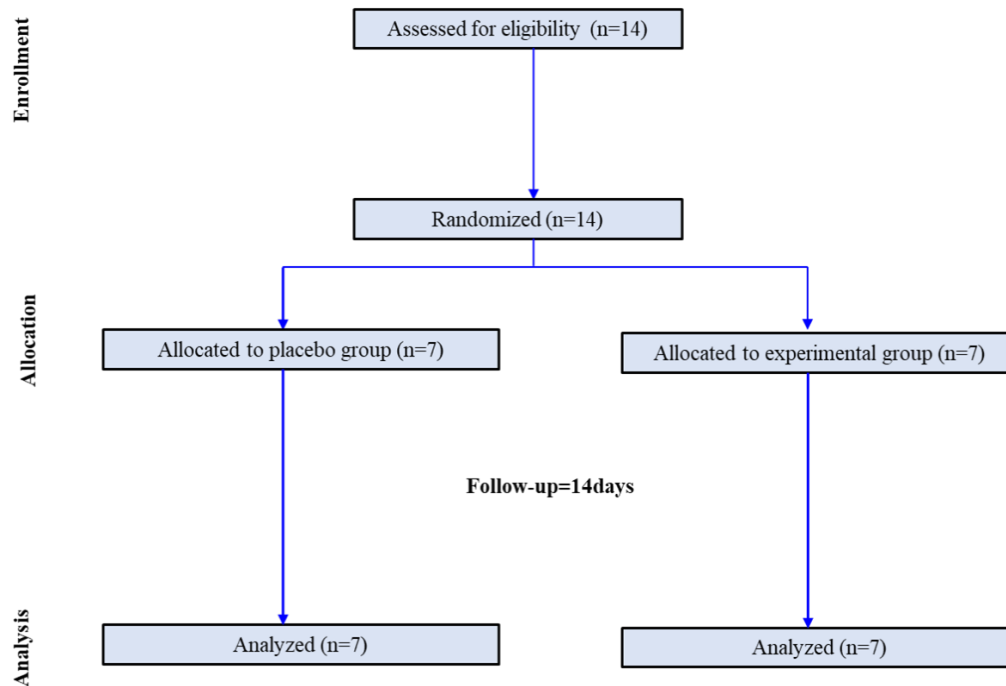 Enrollment
Assessed for eligibility (n=14)
Randomized (n=14)
Allocation
Allocated to placebo group (n=7)
Allocated to experimental group (n=7)
Follow-up=14days
Analysis
Analyzed (n=7)
Analyzed (n=7)